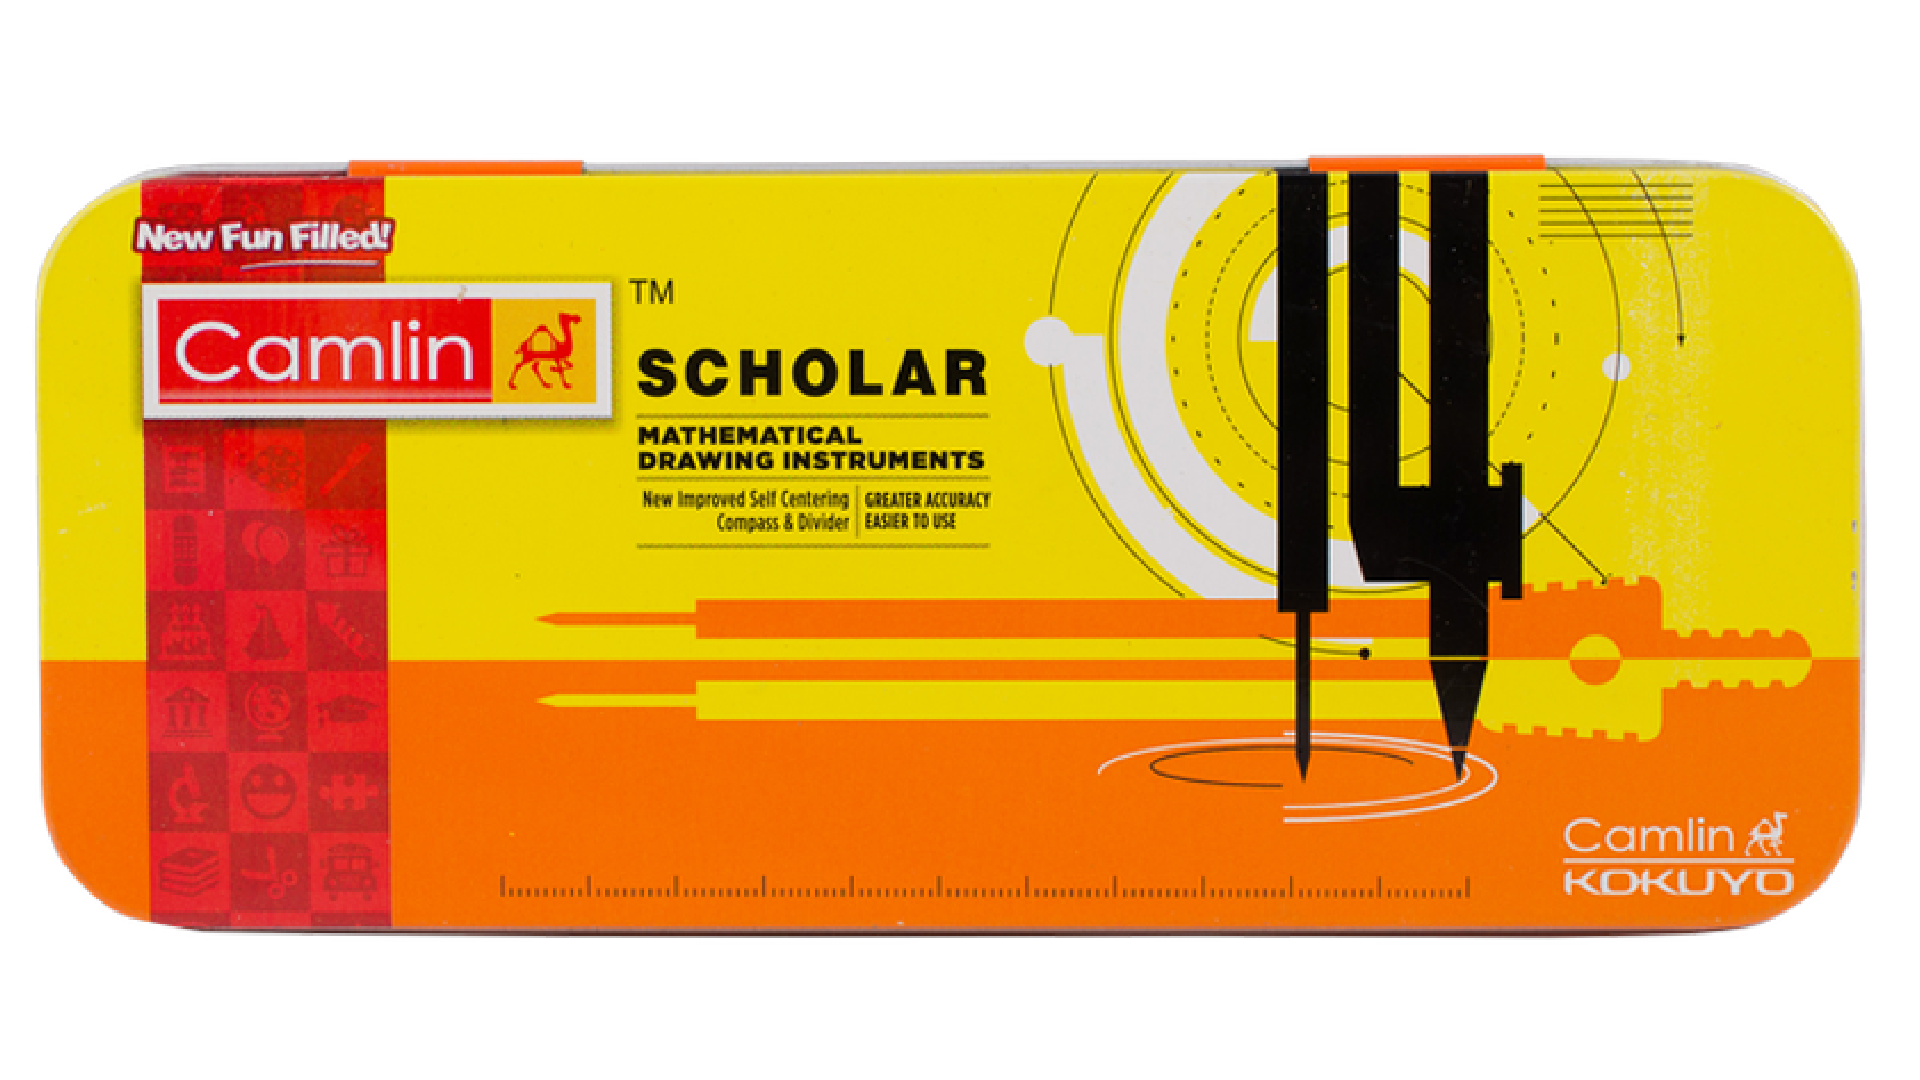 New Fun Filled!
Camlin
TM
SCHOLAR
MATHEMATICAL
DRAWING INSTRUMENTS
New Improved Self Centering
Compass & Divider
GREATER ACCURACY
EASIER TO USE
Camlin
KOKUYO